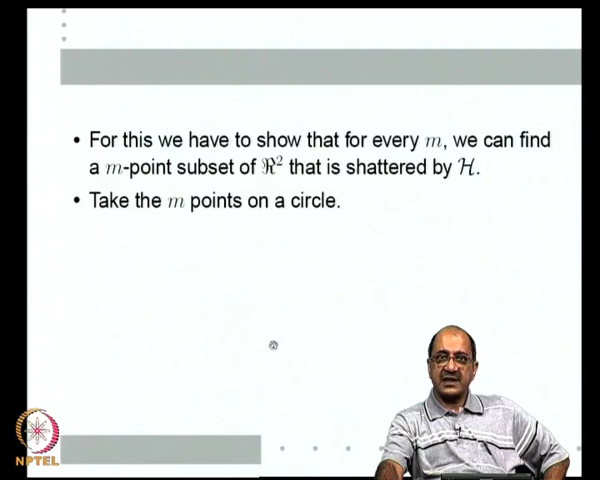 • For this we have to show that for every m, we can find
a m-point subset of ℜ² that is shattered by ℋ.
• Take the m points on a circle.
NPTEL